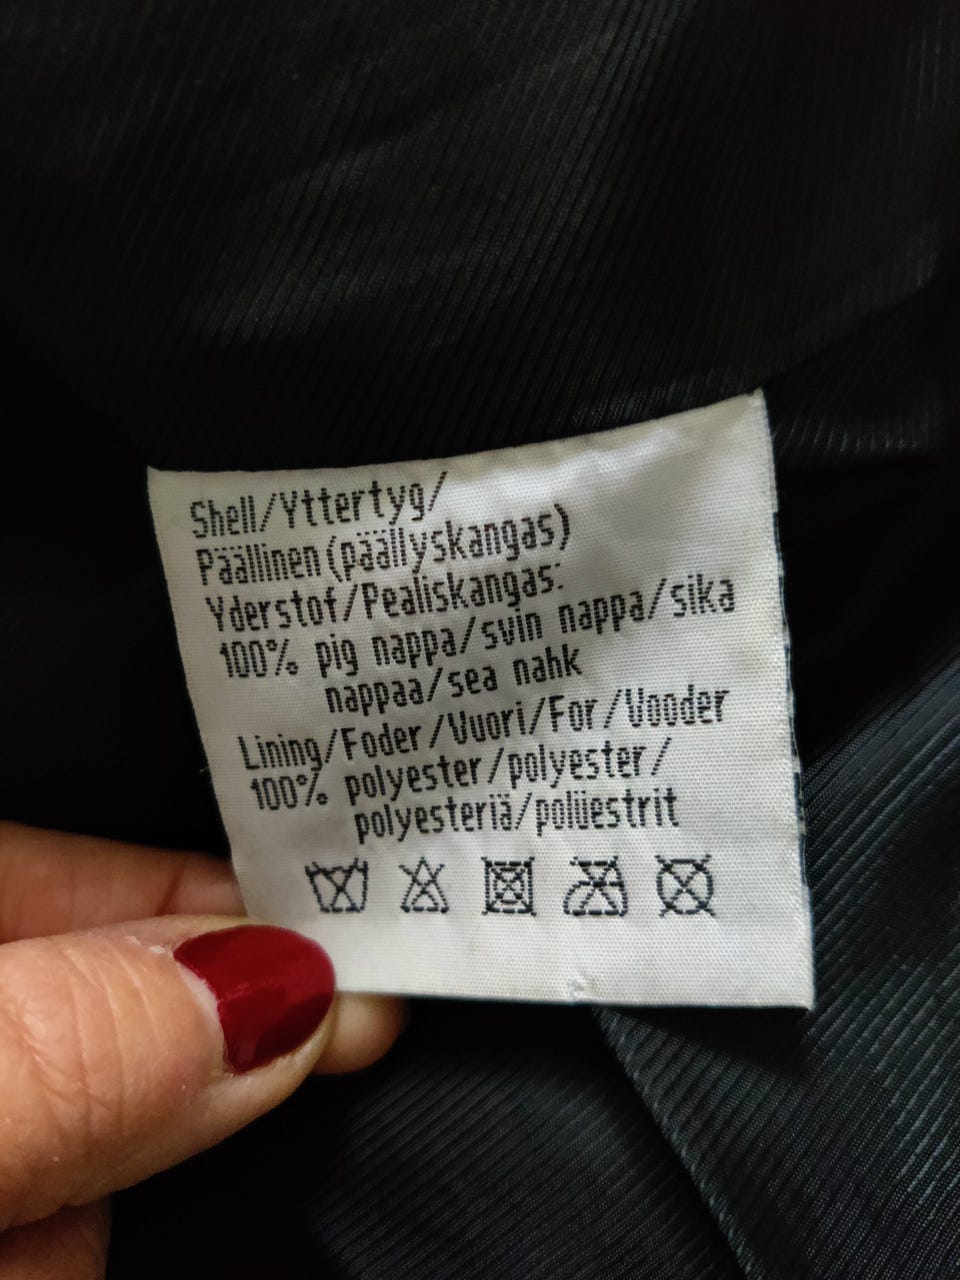 Shell/Yttertyg/
Päällinen (päällyskangas)
Yderstof/Pealiskangas:
100% pig nappa/svin nappa/sika
nappaa/sea nahk
Lining/Foder/Vuori/For/Vooder
100% polyester/polyester/
polyesteriä/polüestrit